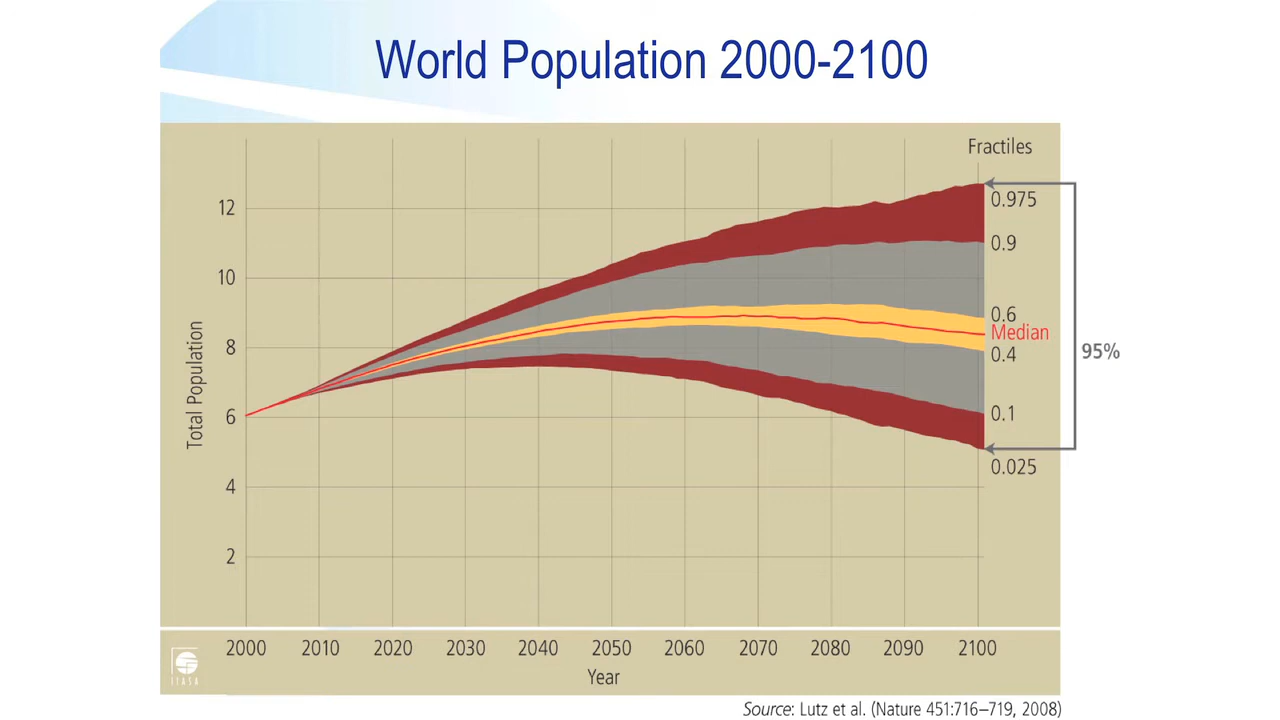 World Population 2000-2100
Fractiles
12
10
8
6
4
2
Total Population
0.975
0.9
0.6
Median
0.4
0.1
0.025
95%
2000 2010 2020 2030 2040 2050 2060 2070 2080 2090 2100
Year
IIASA
Source: Lutz et al. (Nature 451:716–719, 2008)